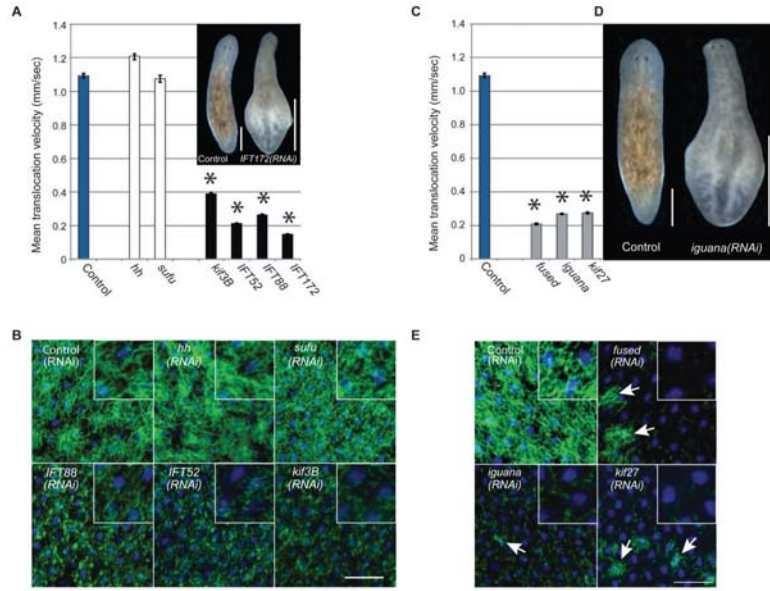 A
Mean translocation velocity (mm/sec)
1.4
1.2
1.0
0.8
0.6
0.4
0.2
0
Control
IFT172(RNAi)
*
*
*
*
Control
hh
sufu
kif3B
IFT52
IFT88
IFT172
C
Mean translocation velocity (mm/sec)
1.4
1.2
1.0
0.8
0.6
0.4
0.2
0
*
*
*
Control
fused
iguana
kif27
D
Control
iguana(RNAi)
B
Control
(RNAi)
hh
(RNAi)
sufu
(RNAi)
IFT88
(RNAi)
IFT52
(RNAi)
kif3B
(RNAi)
E
Control
(RNAi)
fused
(RNAi)
iguana
(RNAi)
kif27
(RNAi)